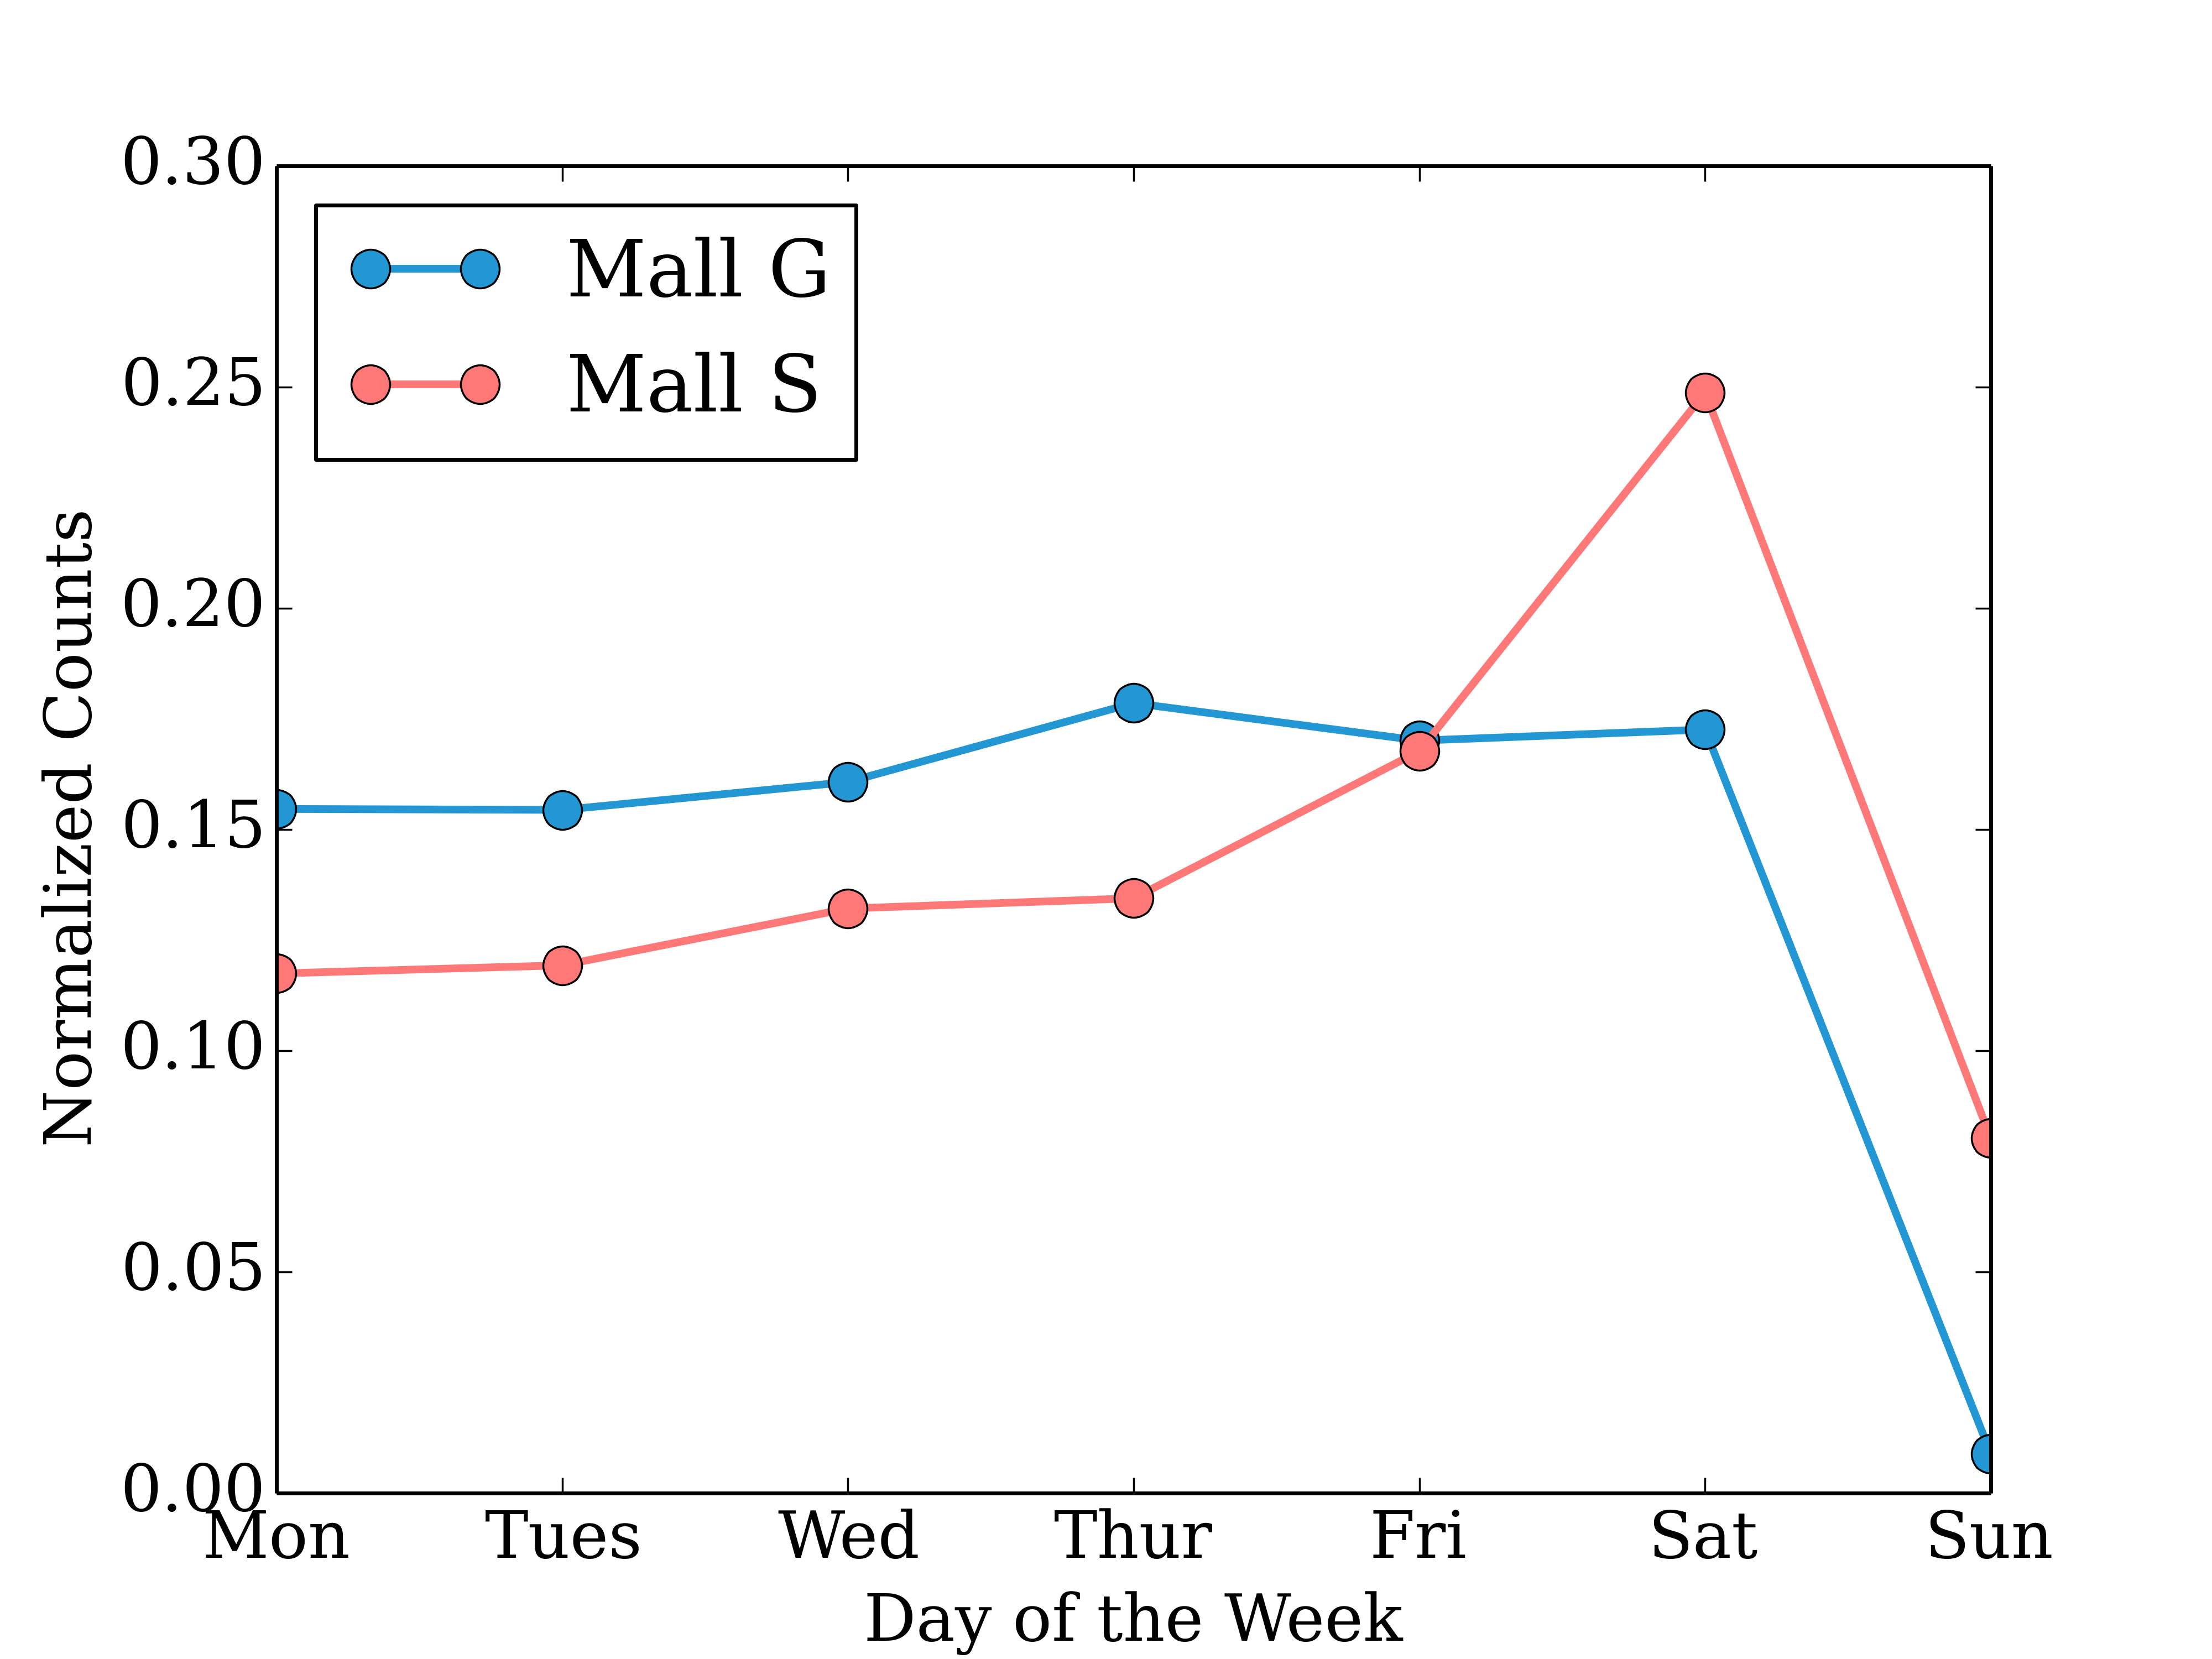 0.30
0.25
0.20
0.15
0.10
0.05
0.00
Normalized Counts
Mall G
Mall S
Mon Tues Wed Thur Fri Sat Sun
Day of the Week